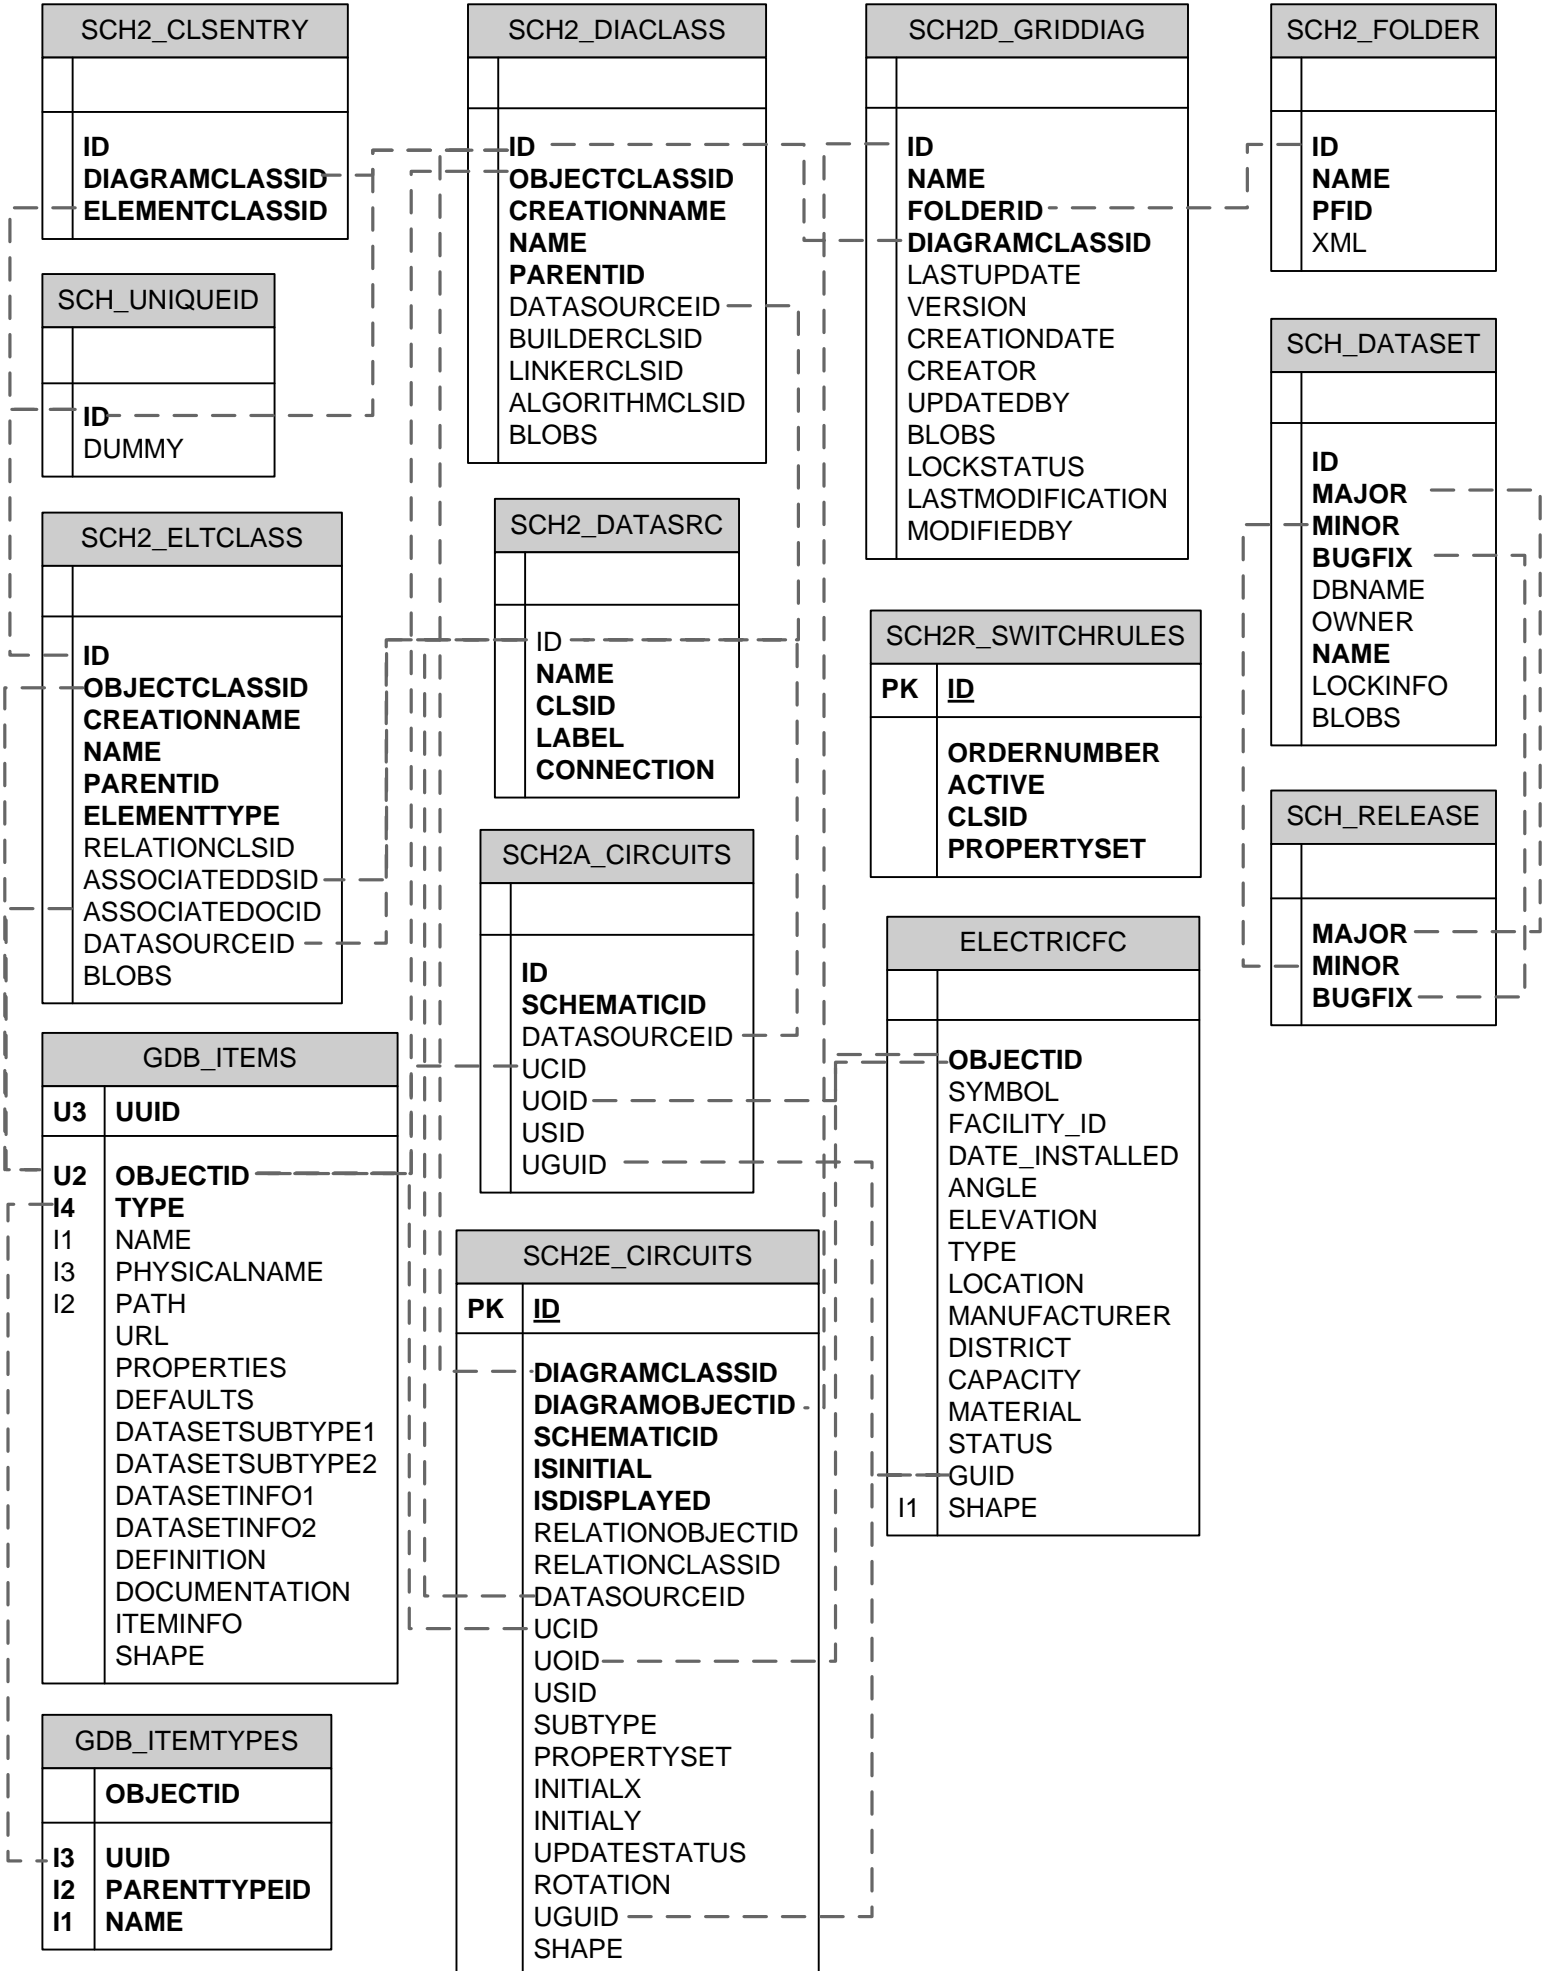 SCH2_CLSENTRY
ID
DIAGRAMCLASSID
ELEMENTCLASSID
SCH_UNIQUEID
ID
DUMMY
SCH2_ELTCLASS
ID
OBJECTCLASSID
CREATIONNAME
NAME
PARENTID
ELEMENTTYPE
RELATIONCLSID
ASSOCIATEDDSID
ASSOCIATEDOCID
DATASOURCEID
BLOBS
GDB_ITEMS
U3 UUID
U2 OBJECTID
I4 TYPE
I1 NAME
I3 PHYSICALNAME
I2 PATH
URL
PROPERTIES
DEFAULTS
DATASETSUBTYPE1
DATASETSUBTYPE2
DATASETINFO1
DATASETINFO2
DEFINITION
DOCUMENTATION
ITEMINFO
SHAPE
GDB_ITEMTYPES
OBJECTID
I3 UUID
I2 PARENTTYPEID
I1 NAME
SCH2_DIACLASS
ID
OBJECTCLASSID
CREATIONNAME
NAME
PARENTID
DATASOURCEID
BUILDERCLSID
LINKERCLSID
ALGORITHMCLSID
BLOBS
SCH2_DATASRC
ID
NAME
CLSID
LABEL
CONNECTION
SCH2A_CIRCUITS
ID
SCHEMATICID
DATASOURCEID
UCID
UOID
USID
UGUID
SCH2E_CIRCUITS
PK ID
DIAGRAMCLASSID
DIAGRAMOBJECTID
SCHEMATICID
ISINITIAL
ISDISPLAYED
RELATIONOBJECTID
RELATIONCLASSID
DATASOURCEID
UCID
UOID
USID
SUBTYPE
PROPERTYSET
INITIALX
INITIALY
UPDATESTATUS
ROTATION
UGUID
SHAPE
SCH2D_GRIDDIAG
ID
NAME
FOLDERID
DIAGRAMCLASSID
LASTUPDATE
VERSION
CREATIONDATE
CREATOR
UPDATEDBY
BLOBS
LOCKSTATUS
LASTMODIFICATION
MODIFIEDBY
SCH2R_SWITCHRULES
PK ID
ORDERNUMBER
ACTIVE
CLSID
PROPERTYSET
ELECTRICFC
OBJECTID
SYMBOL
FACILITY_ID
DATE_INSTALLED
ANGLE
ELEVATION
TYPE
LOCATION
MANUFACTURER
DISTRICT
CAPACITY
MATERIAL
STATUS
GUID
I1 SHAPE
SCH2_FOLDER
ID
NAME
PFID
XML
SCH_DATASET
ID
MAJOR
MINOR
BUGFIX
DBNAME
OWNER
NAME
LOCKINFO
BLOBS
SCH_RELEASE
MAJOR
MINOR
BUGFIX